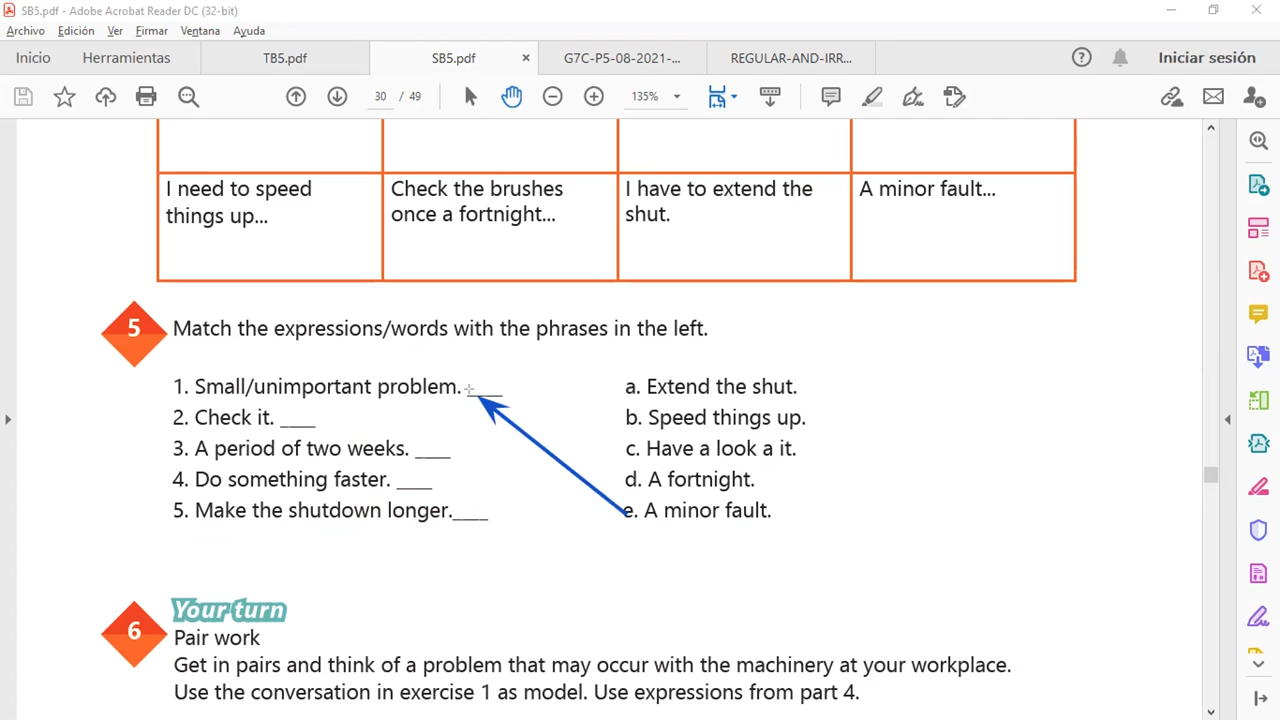 SB5.pdf - Adobe Acrobat Reader DC (32-bit)
Archivo Edición Ver Firmar Ventana Ayuda
Inicio Herramientas TB5.pdf SB5.pdf × G7C-P5-08-2021-... REGULAR-AND-IRR... Iniciar sesión
30 / 49 135%
I need to speed things up...
Check the brushes once a fortnight...
I have to extend the shut.
A minor fault...
5 Match the expressions/words with the phrases in the left.
1. Small/unimportant problem. ____ a. Extend the shut.
2. Check it. ____ b. Speed things up.
3. A period of two weeks. ____ c. Have a look a it.
4. Do something faster. ____ d. A fortnight.
5. Make the shutdown longer.____ e. A minor fault.
Your turn
6 Pair work
Get in pairs and think of a problem that may occur with the machinery at your workplace.
Use the conversation in exercise 1 as model. Use expressions from part 4.